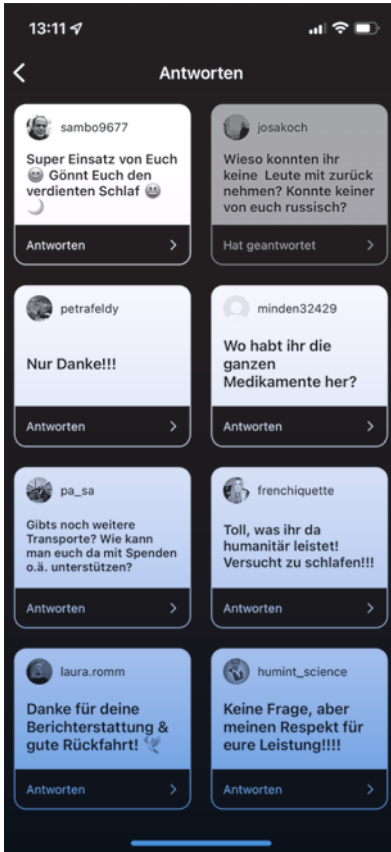 13:11
Antworten
sambo9677
Super Einsatz von Euch
😀 Gönnt Euch den
verdienten Schlaf 😀
🌙
Antworten
josakoch
Wieso konnten ihr
keine Leute mit zurück
nehmen? Konnte keiner
von euch russisch?
Hat geantwortet
petrafeldy
Nur Danke!!!
Antworten
minden32429
Wo habt ihr die
ganzen
Medikamente her?
Antworten
pa_sa
Gibts noch weitere
Transporte? Wie kann
man euch da mit Spenden
o.ä. unterstützen?
Antworten
frenchiquette
Toll, was ihr da
humanitär leistet!
Versucht zu schlafen!!!
Antworten
laura.romm
Danke für deine
Berichterstattung &
gute Rückfahrt! 🕊
Antworten
humint_science
Keine Frage, aber
meinen Respekt für
eure Leistung!!!!
Antworten